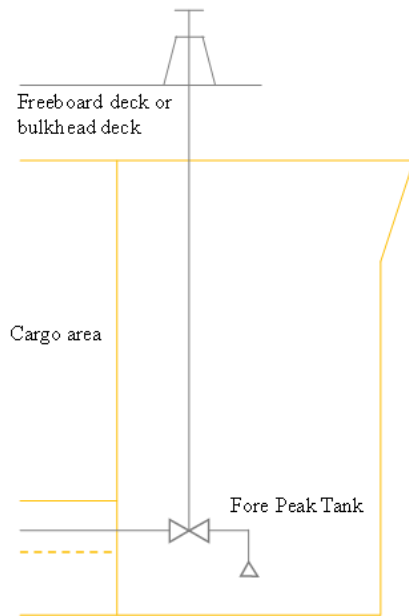 Freeboard deck or
bulkhead deck
Cargo area
Fore Peak Tank